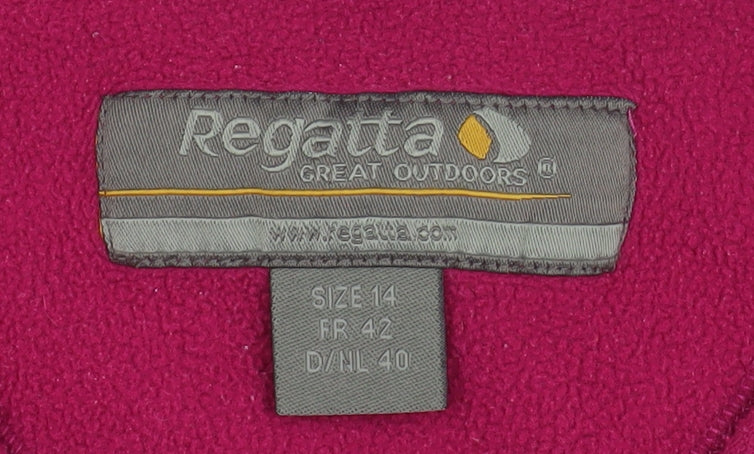 Regatta
GREAT OUTDOORS ®
www.regatta.com
SIZE 14
FR 42
D/NL 40